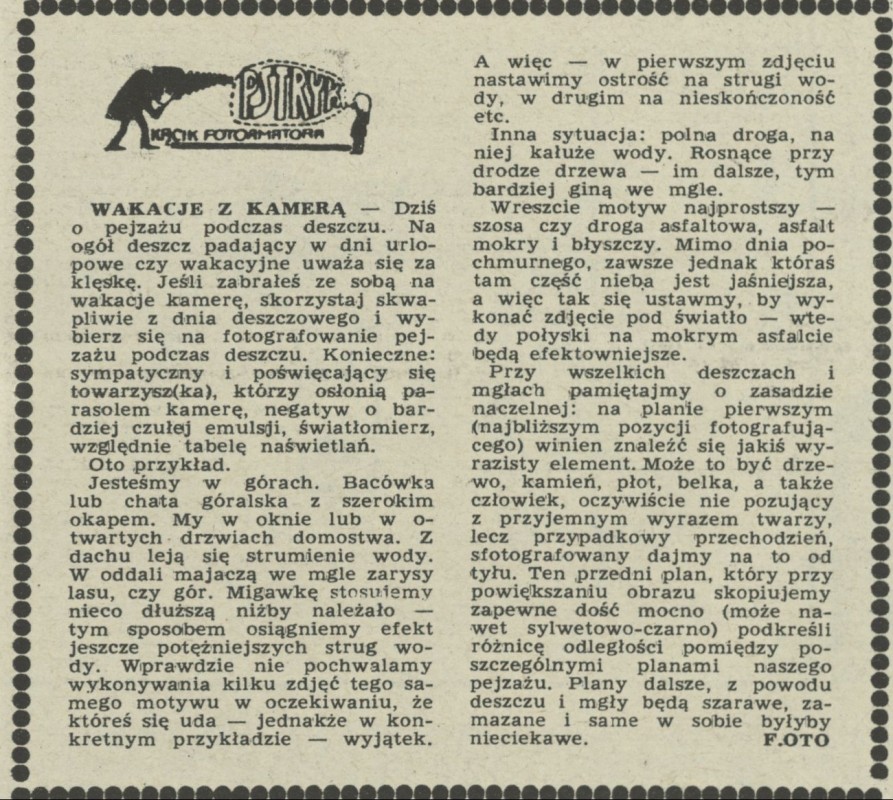 PSTRYK
KĄCIK FOTOAMATORA
WAKACJE Z KAMERĄ — Dziś
o pejzażu podczas deszczu. Na
ogół deszcz padający w dni urlo-
powe czy wakacyjne uważa się za
klęskę. Jeśli zabrałeś ze sobą na
wakacje kamerę, skorzystaj skwa-
pliwie z dnia deszczowego i wy-
bierz się na fotografowanie pej-
zażu podczas deszczu. Konieczne:
sympatyczny i poświęcający się
towarzysz(ka), którzy osłonią pa-
rasolem kamerę, negatyw o bar-
dziej czułej emulsji, światłomierz,
względnie tabelę naświetlań.
Oto przykład.
Jesteśmy w górach. Bacówka
lub chata góralska z szerokim
okapem. My w oknie lub w o-
twartych drzwiach domostwa. Z
dachu leją się strumienie wody.
W oddali majaczą we mgle zarysy
lasu, czy gór. Migawkę stosujemy
nieco dłuższą niżby należało —
tym sposobem osiągniemy efekt
jeszcze potężniejszych strug wo-
dy. Wprawdzie nie pochwalamy
wykonywania kilku zdjęć tego sa-
mego motywu w oczekiwaniu, że
któreś się uda — jednakże w kon-
kretnym przykładzie — wyjątek.
A więc — w pierwszym zdjęciu
nastawimy ostrość na strugi wo-
dy, w drugim na nieskończoność
etc.
Inna sytuacja: polna droga, na
niej kałuże wody. Rosnące przy
drodze drzewa — im dalsze, tym
bardziej giną we mgle.
Wreszcie motyw najprostszy —
szosa czy droga asfaltowa, asfalt
mokry i błyszczy. Mimo dnia po-
chmurnego, zawsze jednak któraś
tam część nieba jest jaśniejsza,
a więc tak się ustawmy, by wy-
konać zdjęcie pod światło — wte-
dy połyski na mokrym asfalcie
będą efektowniejsze.
Przy wszelkich deszczach i
mgłach pamiętajmy o zasadzie
naczelnej: na planie pierwszym
(najbliższym pozycji fotografują-
cego) winien znaleźć się jakiś wy-
razisty element. Może to być drze-
wo, kamień, płot, belka, a także
człowiek, oczywiście nie pozujący
z przyjemnym wyrazem twarzy,
lecz przypadkowy przechodzień,
sfotografowany dajmy na to od
tyłu. Ten przedni plan, który przy
powiększaniu obrazu skopiujemy
zapewne dość mocno (może na-
wet sylwetowo-czarno) podkreśli
różnicę odległości pomiędzy po-
szczególnymi planami naszego
pejzażu. Plany dalsze, z powodu
deszczu i mgły będą szarawe, za-
mazane i same w sobie byłyby
nieciekawe. F.OTO